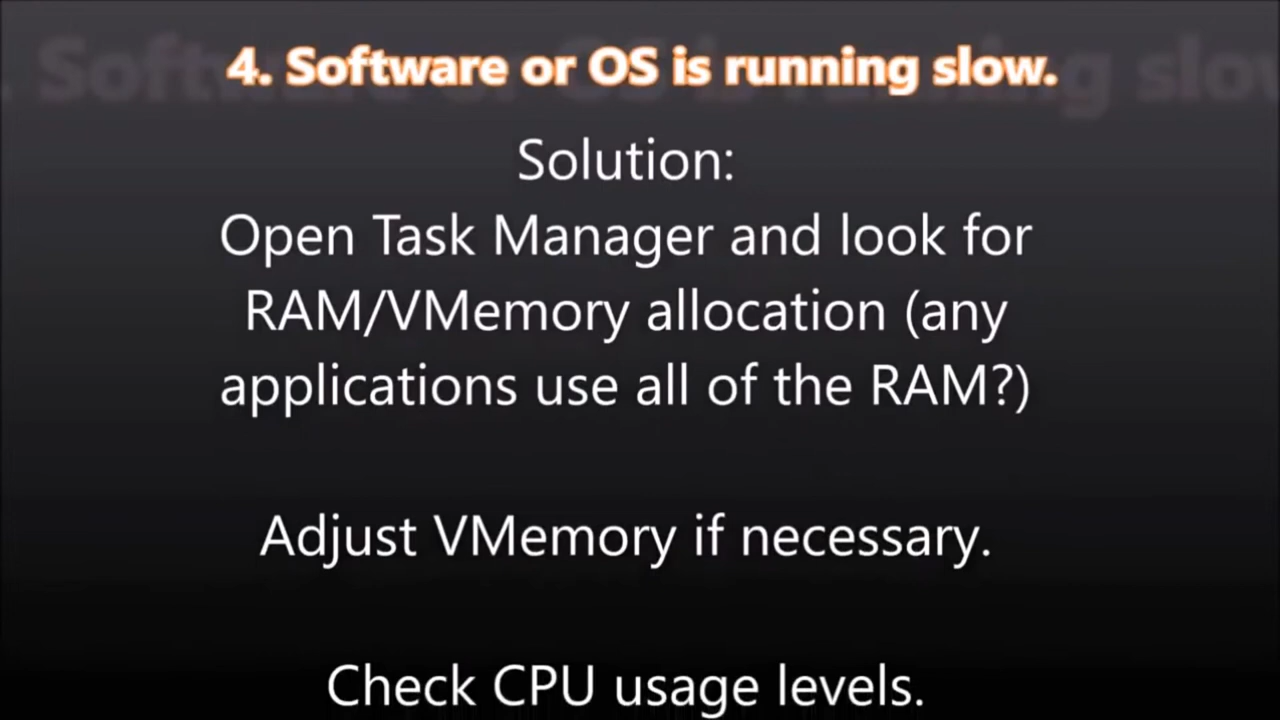 4. Software or OS is running slow.
Solution:
Open Task Manager and look for
RAM/VMemory allocation (any
applications use all of the RAM?)
Adjust VMemory if necessary.
Check CPU usage levels.